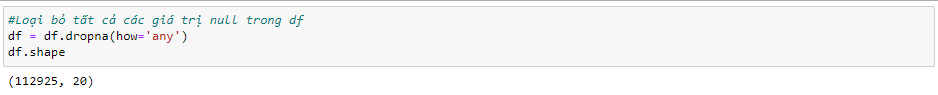 #Loại bỏ tất cả các giá trị null trong df
df = df.dropna(how='any')
df.shape
(112925, 20)